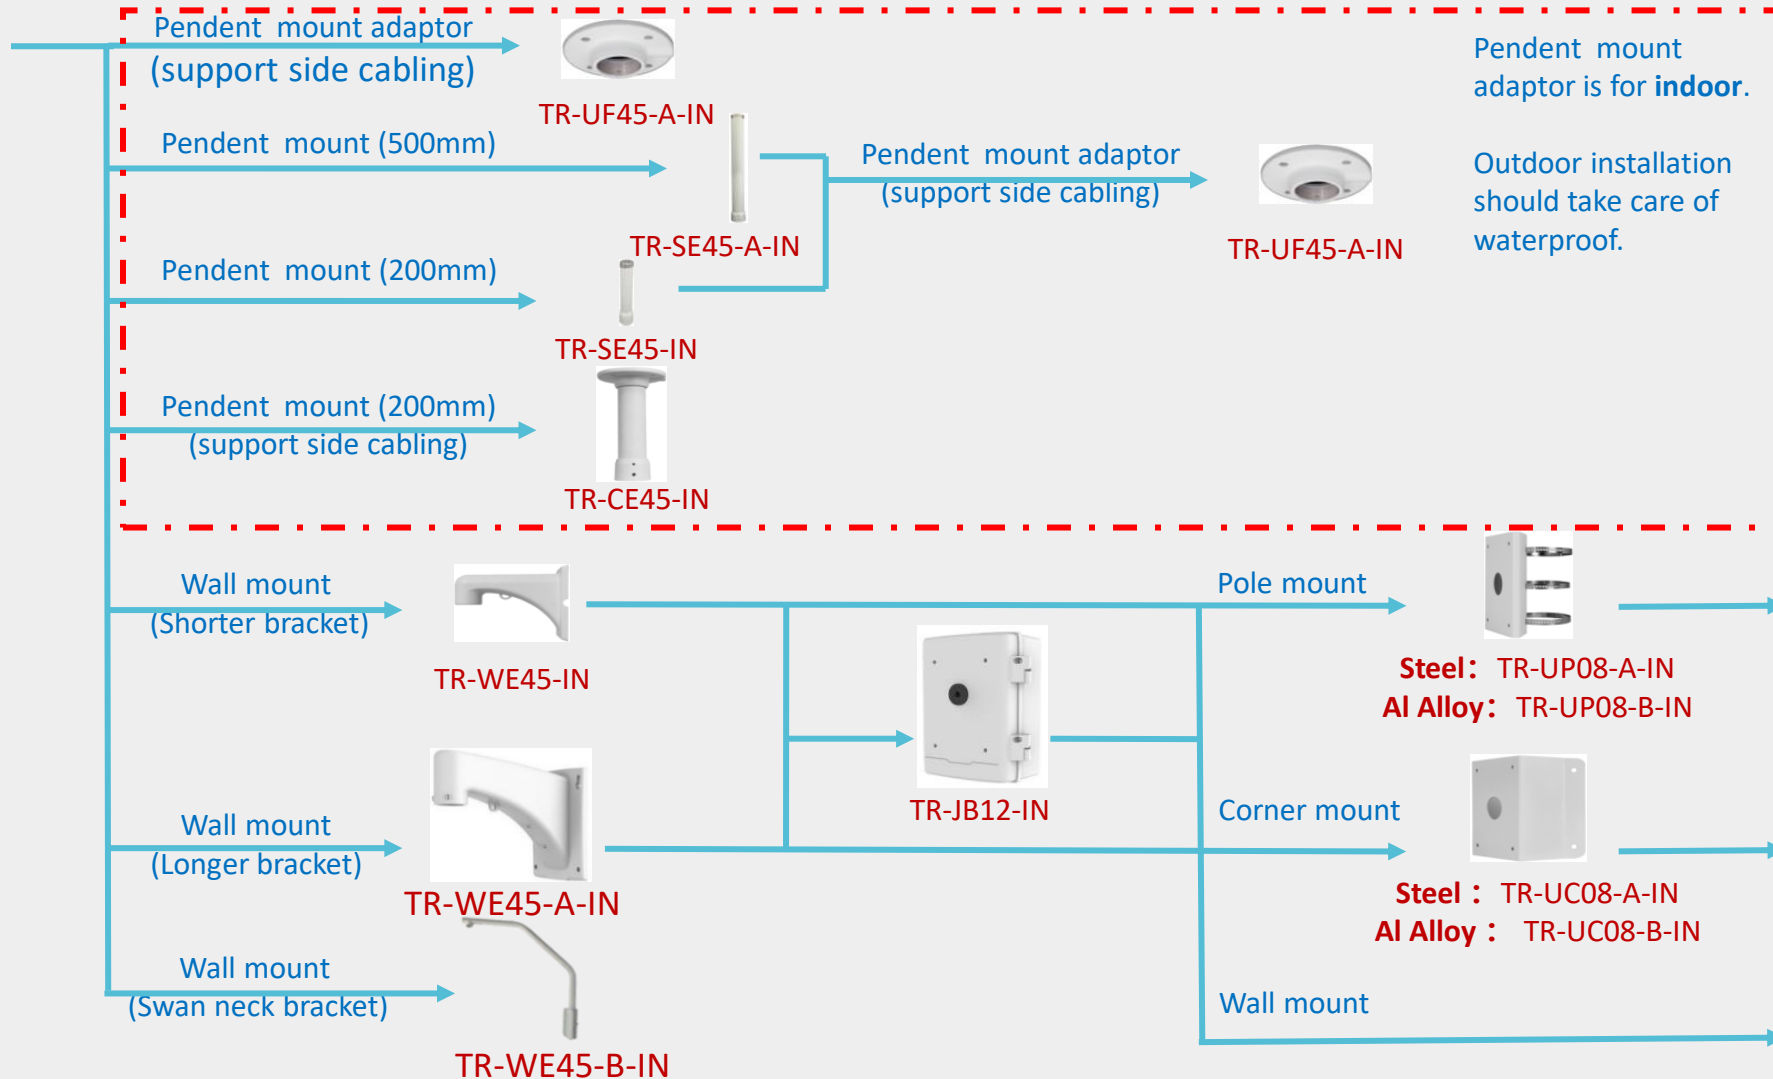 Pendent mount adaptor
(support side cabling)
TR-UF45-A-IN
Pendent mount
adaptor is for indoor.
Outdoor installation
should take care of
waterproof.
Pendent mount (500mm)
TR-SE45-A-IN
Pendent mount adaptor
(support side cabling)
TR-UF45-A-IN
Pendent mount (200mm)
TR-SE45-IN
Pendent mount (200mm)
(support side cabling)
TR-CE45-IN
Wall mount
(Shorter bracket)
TR-WE45-IN
Pole mount
Steel： TR-UP08-A-IN
Al Alloy： TR-UP08-B-IN
TR-JB12-IN
Wall mount
(Longer bracket)
TR-WE45-A-IN
Corner mount
Steel： TR-UC08-A-IN
Al Alloy： TR-UC08-B-IN
Wall mount
(Swan neck bracket)
TR-WE45-B-IN
Wall mount